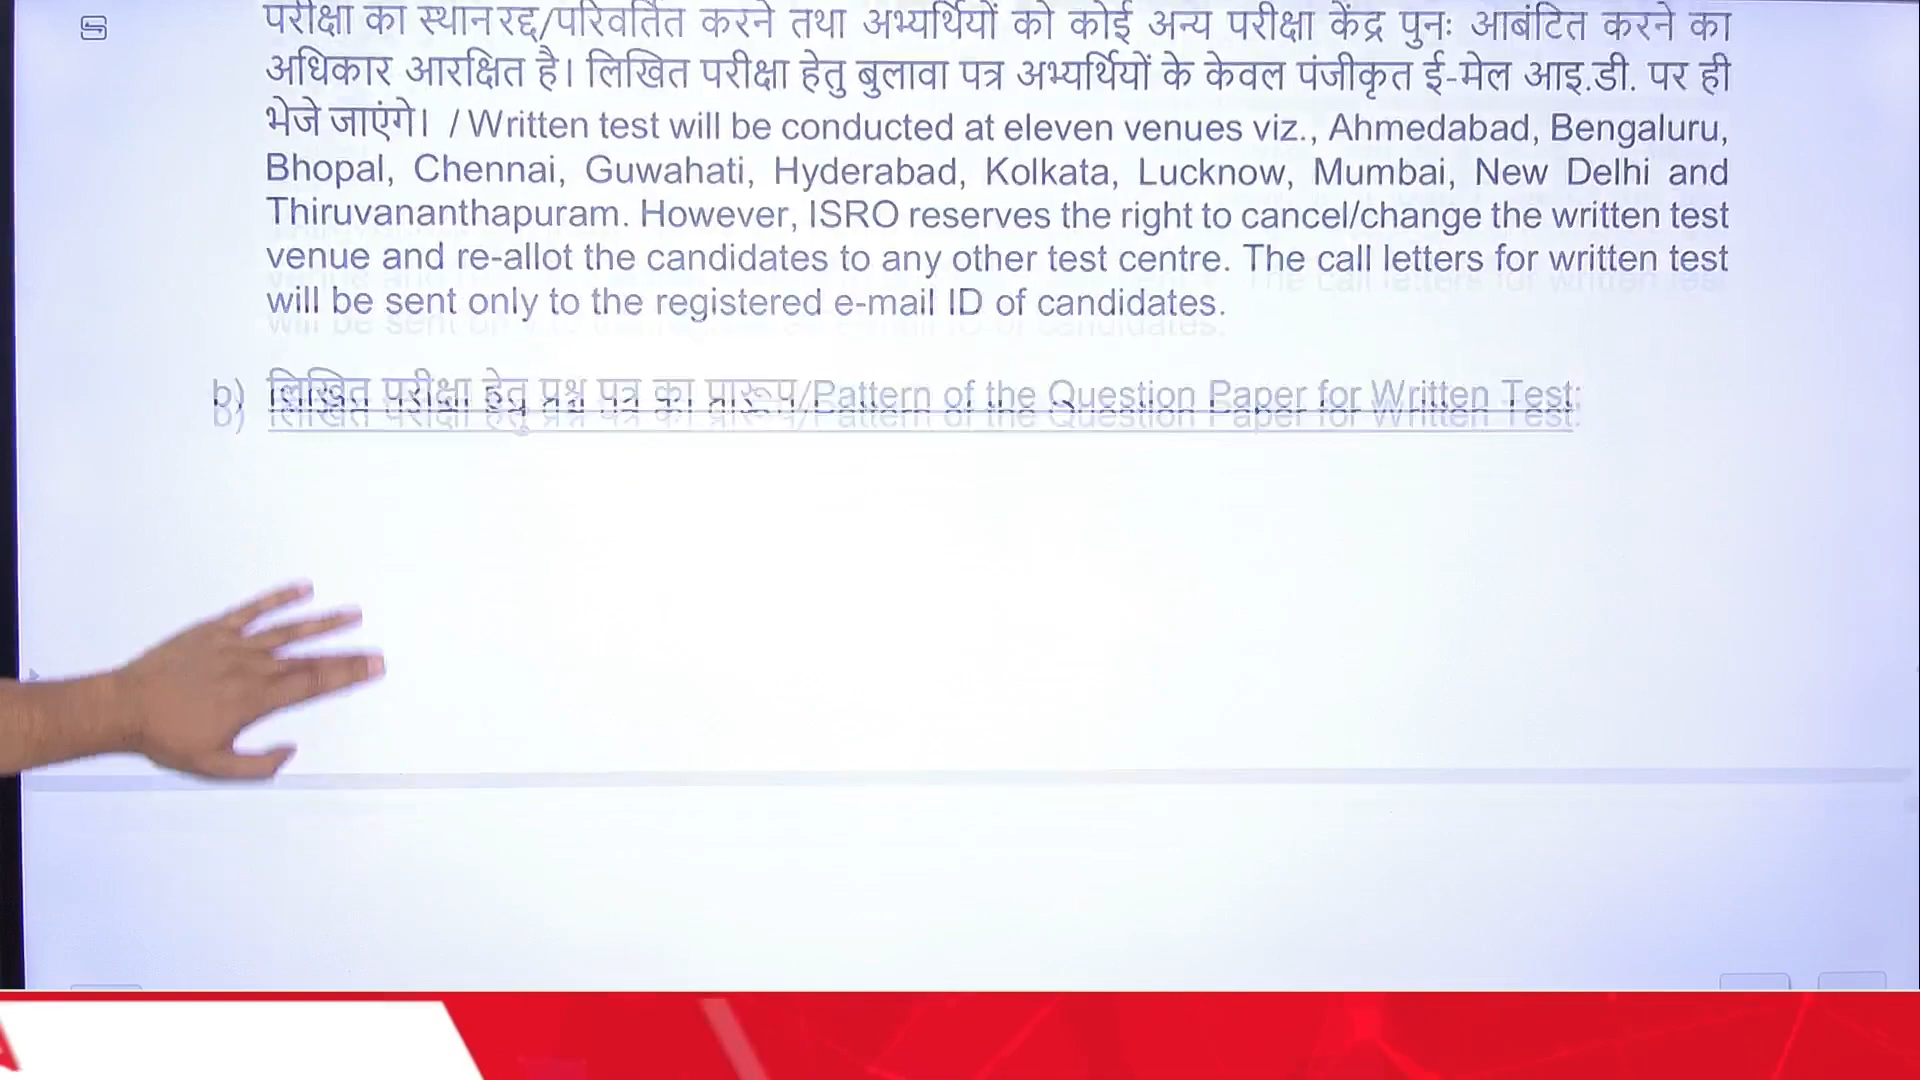 परीक्षा का स्थान रद्द/परिवर्तित करने तथा अभ्यर्थियों को कोई अन्य परीक्षा केंद्र पुनः आबंटित करने का
अधिकार आरक्षित है। लिखित परीक्षा हेतु बुलावा पत्र अभ्यर्थियों के केवल पंजीकृत ई-मेल आइ.डी. पर ही
भेजे जाएंगे। / Written test will be conducted at eleven venues viz., Ahmedabad, Bengaluru,
Bhopal, Chennai, Guwahati, Hyderabad, Kolkata, Lucknow, Mumbai, New Delhi and
Thiruvananthapuram. However, ISRO reserves the right to cancel/change the written test
venue and re-allot the candidates to any other test centre. The call letters for written test
will be sent only to the registered e-mail ID of candidates.
b) लिखित परीक्षा हेतु प्रश्न पत्र का प्रारूप/Pattern of the Question Paper for Written Test: